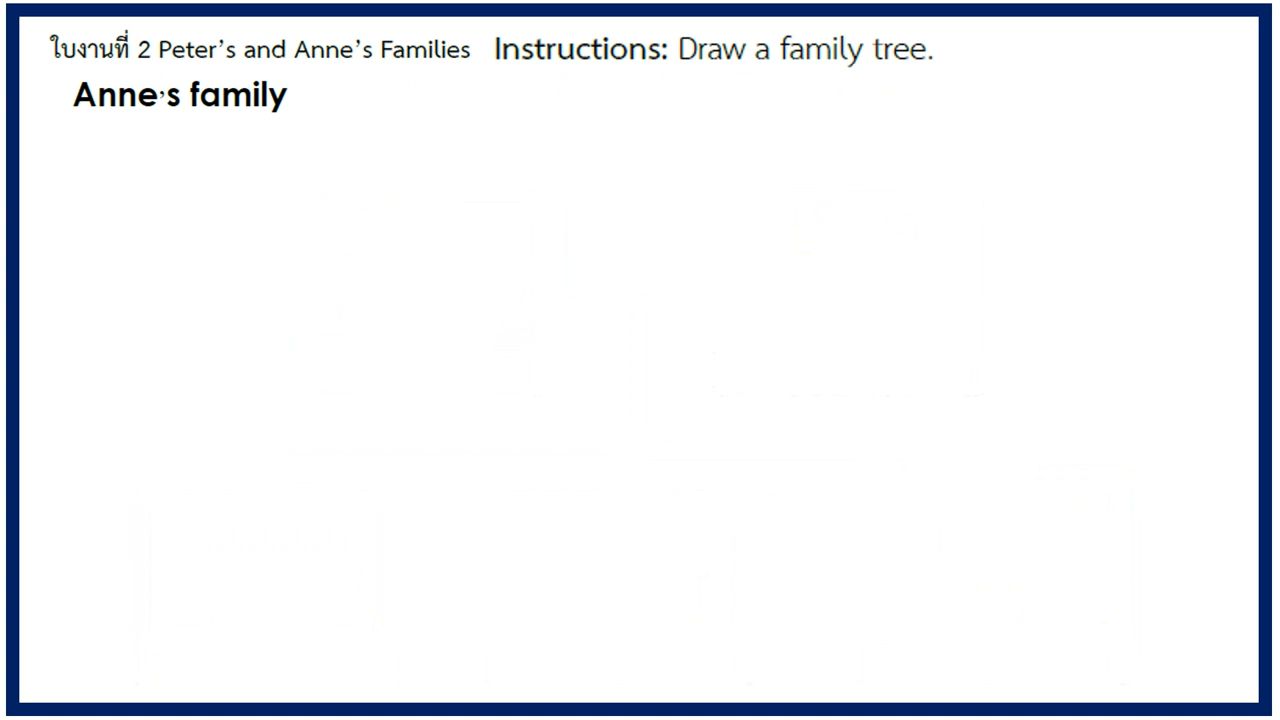 ใบงานที่ 2 Peter’s and Anne’s Families Instructions: Draw a family tree.
Anne’s family